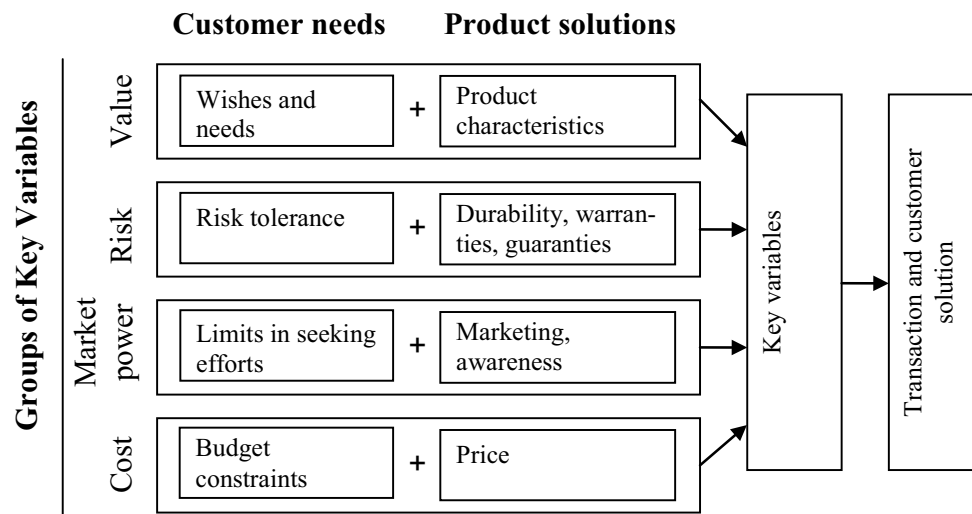 Customer needs
Product solutions
Groups of Key Variables
Value
Wishes and
needs
+
Product
characteristics
Risk
Risk tolerance
+
Durability, warran-
ties, guaranties
Market
power
Limits in seeking
efforts
+
Marketing,
awareness
Cost
Budget
constraints
+
Price
Key variables
Transaction and customer
solution